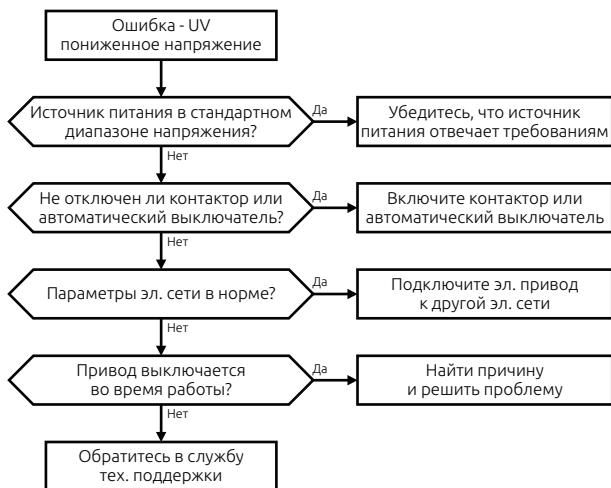 Ошибка - UV
пониженное напряжение
Источник питания в стандартном
диапазоне напряжения?
Да
Убедитесь, что источник
питания отвечает требованиям
Нет
Не отключен ли контактор или
автоматический выключатель?
Да
Включите контактор или
автоматический выключатель
Нет
Параметры эл. сети в норме?
Да
Подключите эл. привод
к другой эл. сети
Нет
Привод выключается
во время работы?
Да
Найти причину
и решить проблему
Нет
Обратитесь в службу
тех. поддержки